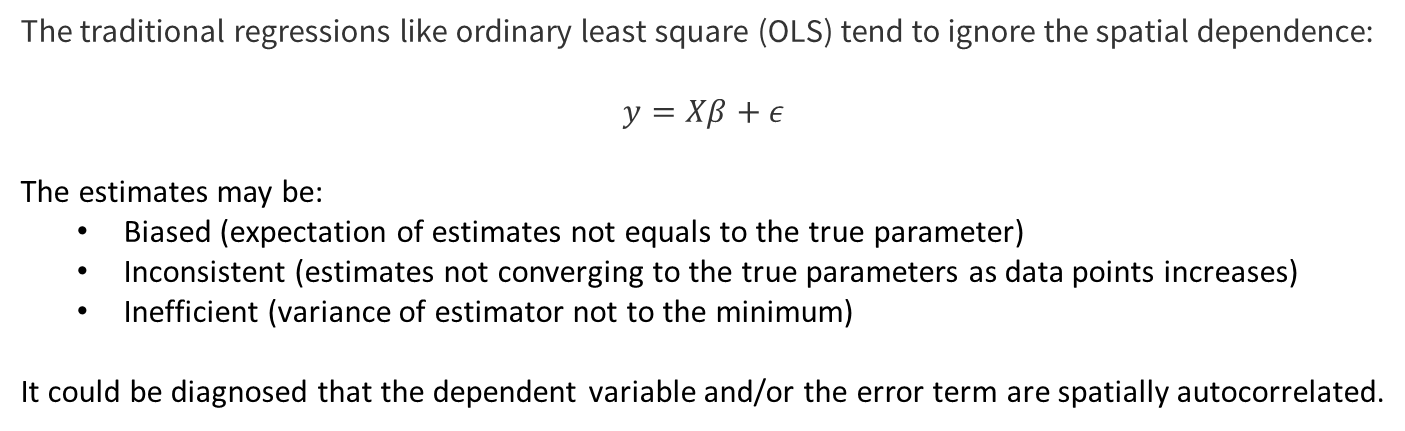 The traditional regressions like ordinary least square (OLS) tend to ignore the spatial dependence:
y = Xβ + ϵ
The estimates may be:
• Biased (expectation of estimates not equals to the true parameter)
• Inconsistent (estimates not converging to the true parameters as data points increases)
• Inefficient (variance of estimator not to the minimum)
It could be diagnosed that the dependent variable and/or the error term are spatially autocorrelated.